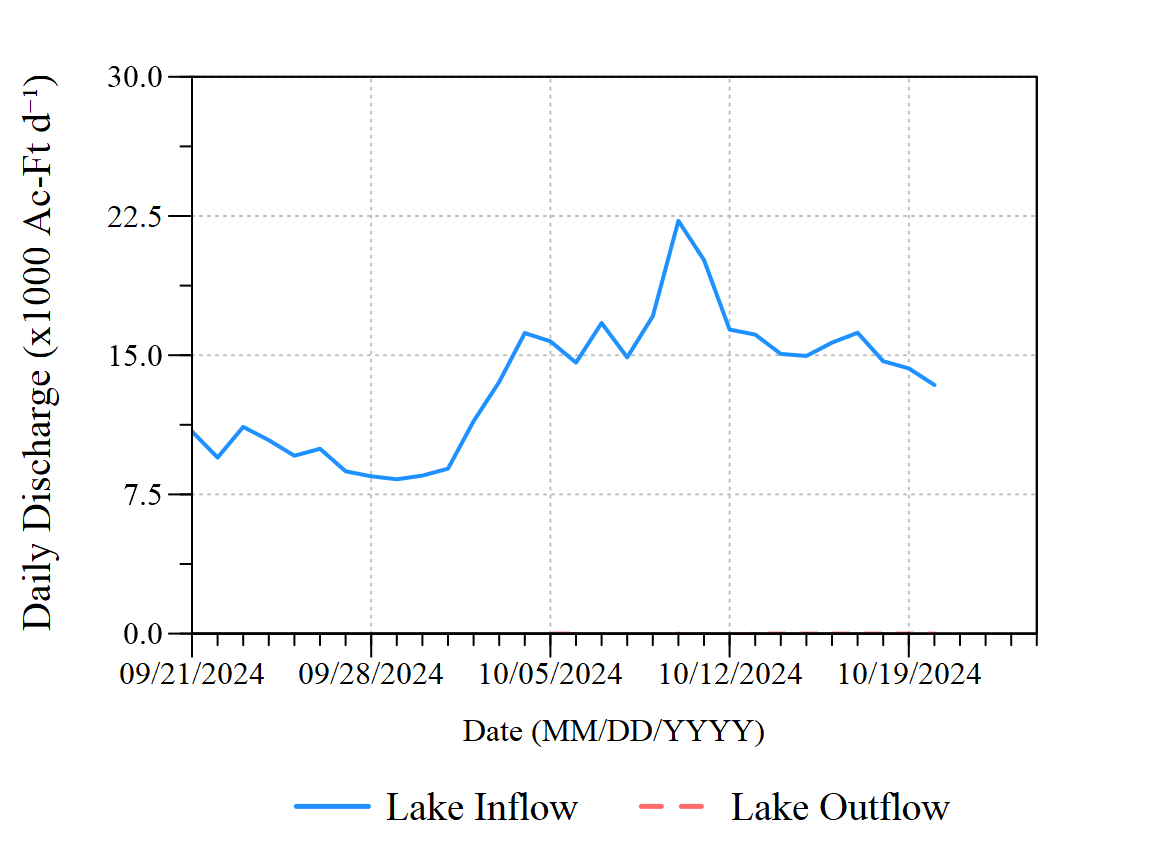 Daily Discharge (x1000 Ac-Ft d⁻¹)
30.0
22.5
15.0
7.5
0.0
09/21/2024 09/28/2024 10/05/2024 10/12/2024 10/19/2024
Date (MM/DD/YYYY)
Lake Inflow Lake Outflow